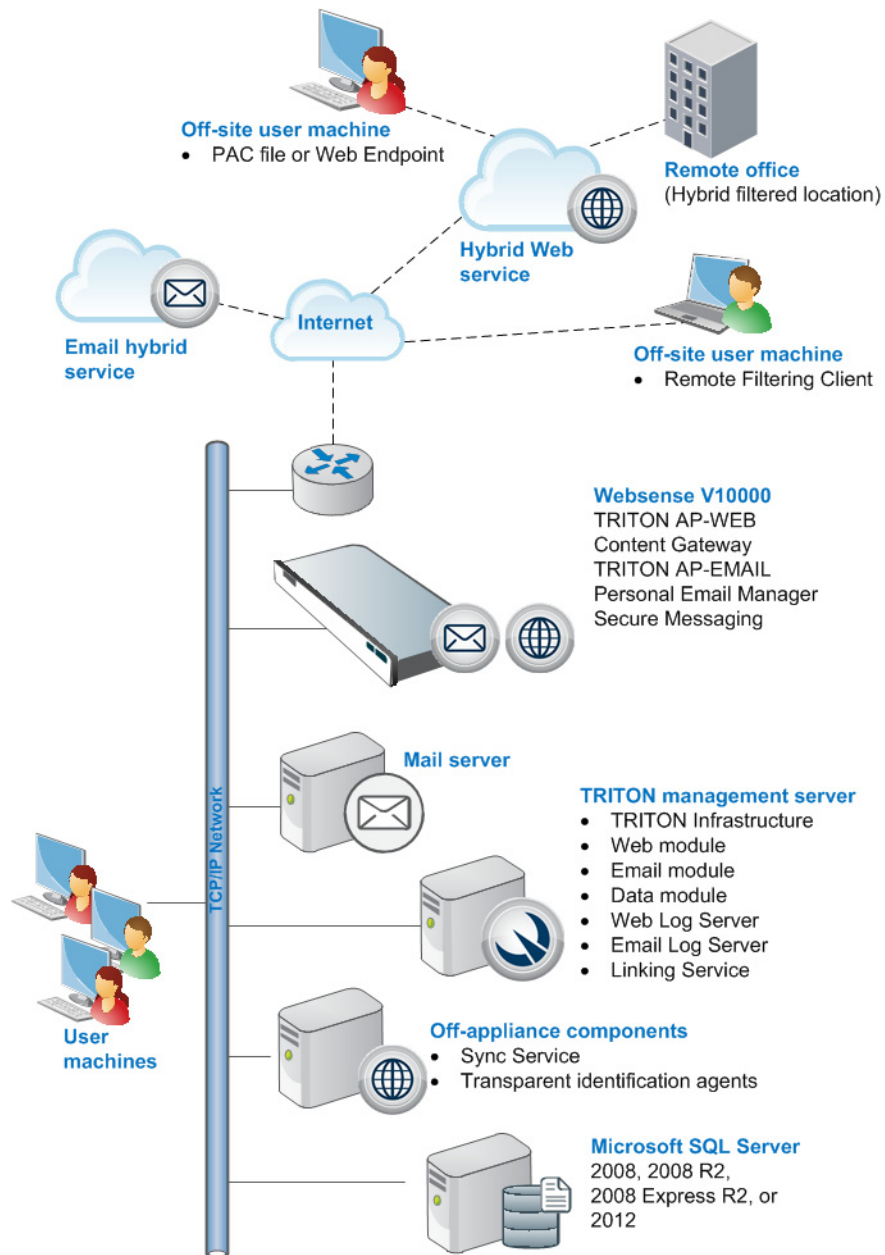 Off-site user machine
• PAC file or Web Endpoint
Remote office
(Hybrid filtered location)
Hybrid Web
service
Internet
Email hybrid
service
Off-site user machine
• Remote Filtering Client
Websense V10000
TRITON AP-WEB
Content Gateway
TRITON AP-EMAIL
Personal Email Manager
Secure Messaging
Mail server
TRITON management server
• TRITON Infrastructure
• Web module
• Email module
• Data module
• Web Log Server
• Email Log Server
• Linking Service
TCP/IP Network
User
machines
Off-appliance components
• Sync Service
• Transparent identification agents
Microsoft SQL Server
2008, 2008 R2,
2008 Express R2, or
2012